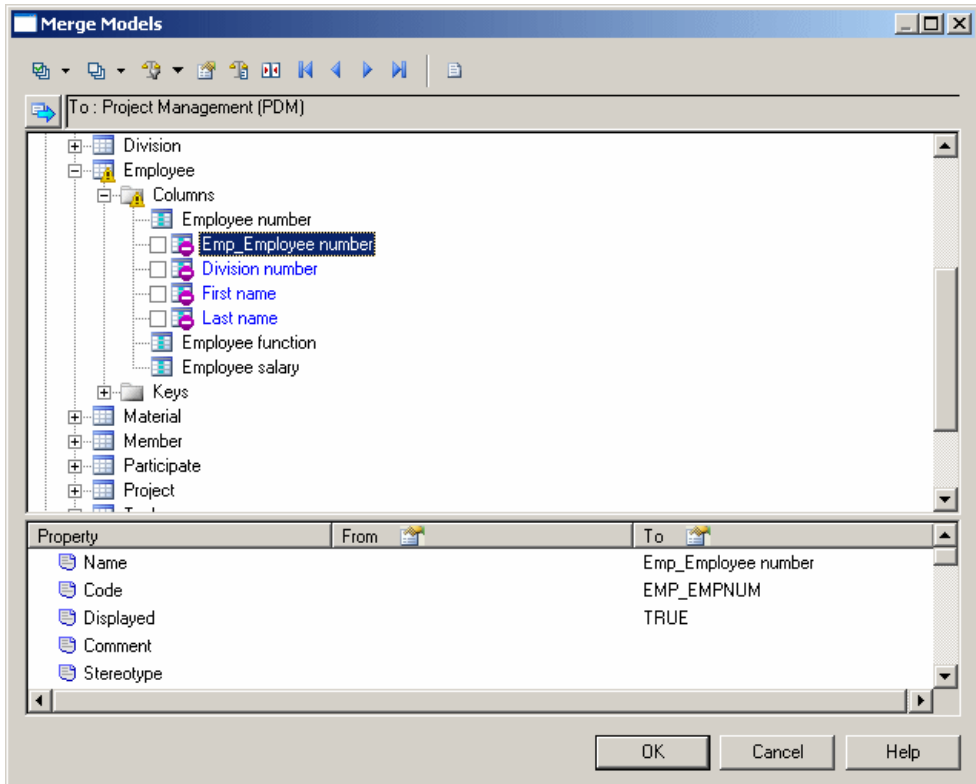 Merge Models
To : Project Management (PDM)
Division
Employee
Columns
Employee number
Emp_Employee number
Division number
First name
Last name
Employee function
Employee salary
Keys
Material
Member
Participate
Project
Property From To
Name Emp_Employee number
Code EMP_EMPNUM
Displayed TRUE
Comment
Stereotype
OK Cancel Help